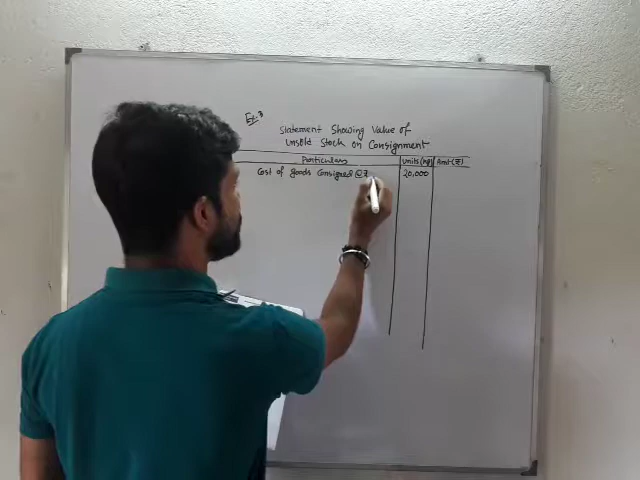 Ex:3
Statement Showing Value of
Unsold Stock on Consignment
Particulars Units(kg) Amt(₹)
Cost of goods Consigned @₹ 20,000